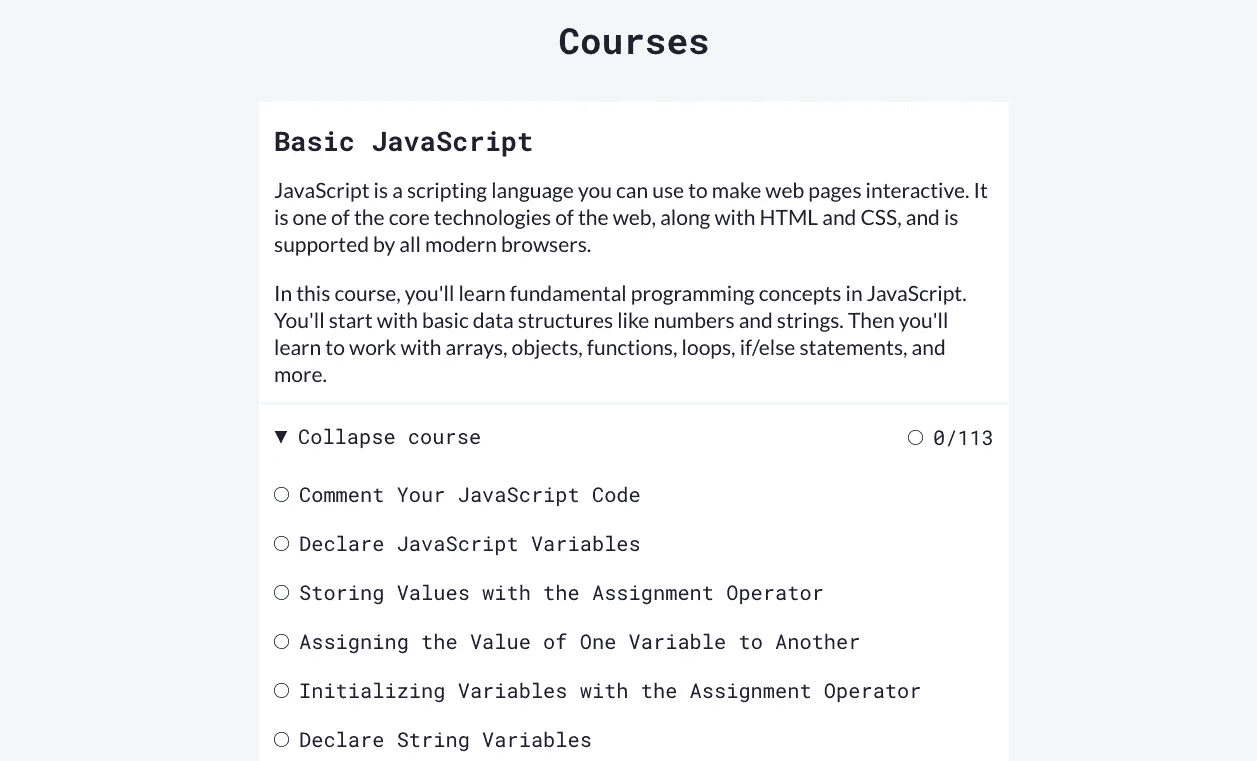 Courses
Basic JavaScript
JavaScript is a scripting language you can use to make web pages interactive. It
is one of the core technologies of the web, along with HTML and CSS, and is
supported by all modern browsers.
In this course, you'll learn fundamental programming concepts in JavaScript.
You'll start with basic data structures like numbers and strings. Then you'll
learn to work with arrays, objects, functions, loops, if/else statements, and
more.
Collapse course 0/113
Comment Your JavaScript Code
Declare JavaScript Variables
Storing Values with the Assignment Operator
Assigning the Value of One Variable to Another
Initializing Variables with the Assignment Operator
Declare String Variables